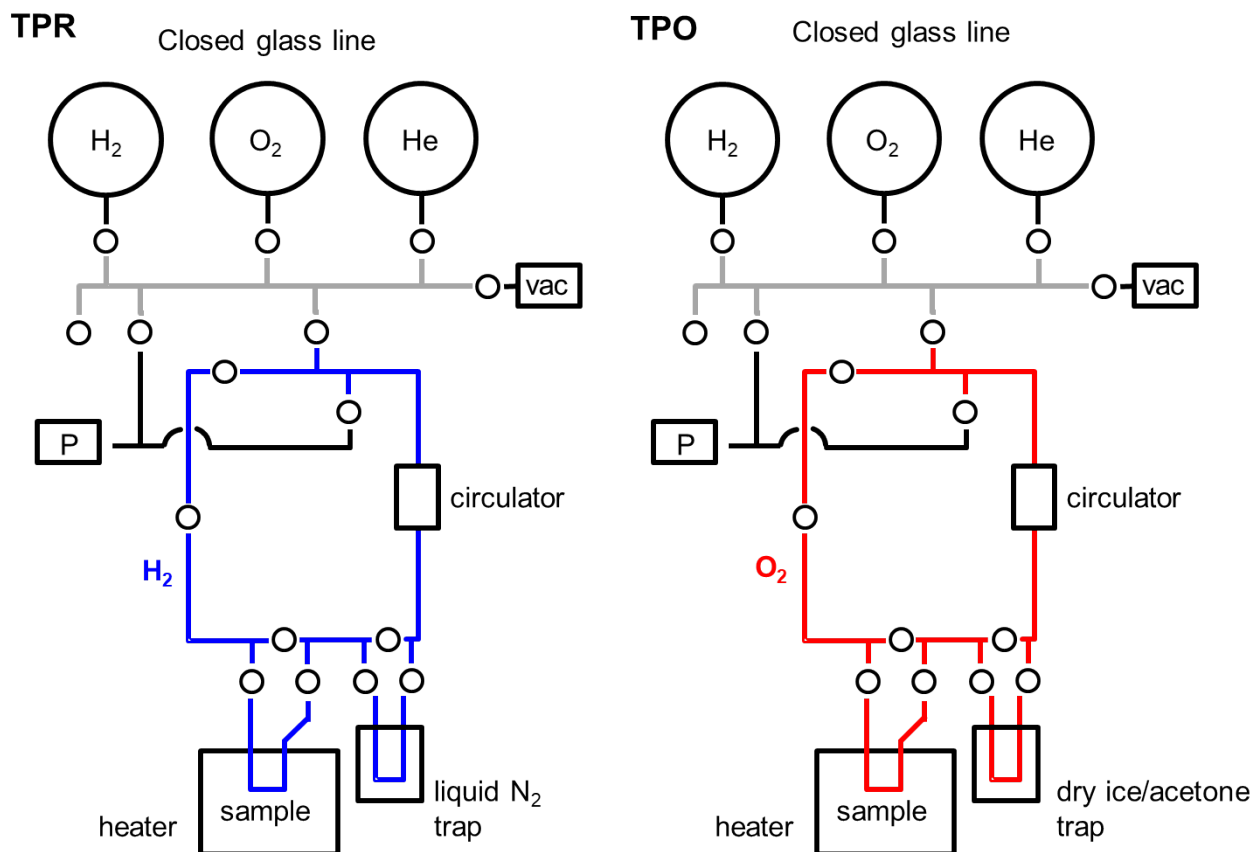 TPR
Closed glass line
H₂
O₂
He
vac
P
circulator
H₂
sample
heater
liquid N₂
trap
TPO
Closed glass line
H₂
O₂
He
vac
P
circulator
O₂
sample
heater
dry ice/acetone
trap